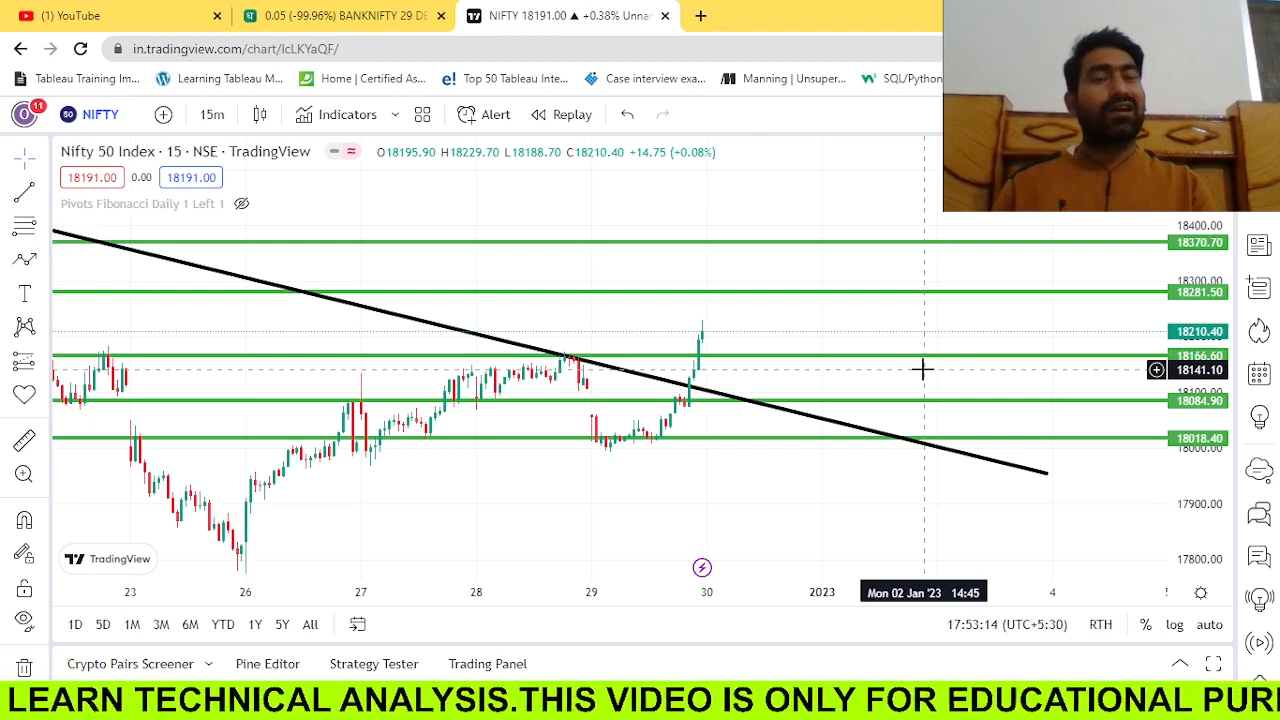 (1) YouTube
0.05 (-99.96%) BANKNIFTY 29 DE
NIFTY 18191.00 ▲ +0.38% Unnar
in.tradingview.com/chart/IcLKYaQF/
Tableau Training Im...
Learning Tableau M...
Home | Certified As...
Top 50 Tableau Inte...
Case interview exa...
Manning | Unsuper...
SQL/Python
O
11
50
NIFTY
15m
Indicators
Alert
Replay
Nifty 50 Index · 15 · NSE · TradingView
O18195.90 H18229.70 L18188.70 C18210.40 +14.75 (+0.08%)
18191.00
0.00
18191.00
Pivots Fibonacci Daily 1 Left 1
18400.00
18370.70
18300.00
18281.50
18210.40
18166.60
18141.10
18084.90
18018.40
18000.00
17900.00
17800.00
TradingView
23
26
27
28
29
30
2023
Mon 02 Jan '23 14:45
4
1D
5D
1M
3M
6M
YTD
1Y
5Y
All
17:53:14 (UTC+5:30)
RTH
%
log
auto
Crypto Pairs Screener
Pine Editor
Strategy Tester
Trading Panel
LEARN TECHNICAL ANALYSIS.THIS VIDEO IS ONLY FOR EDUCATIONAL PUR